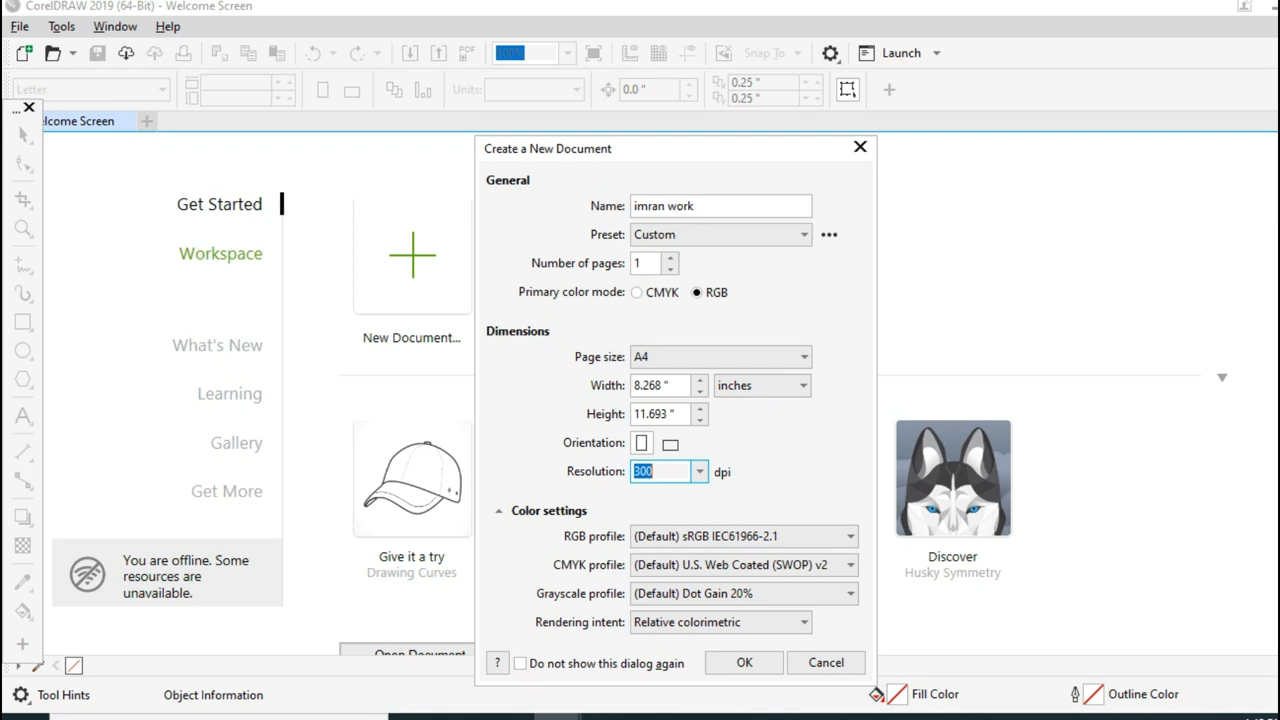 CorelDRAW 2019 (64-Bit) - Welcome Screen
File Tools Window Help
PDF 100% Snap To Launch
Letter Units: 0.0 " 0.25 "
0.25 "
... elcome Screen
Create a New Document
General
Name: imran work
Preset: Custom
Number of pages: 1
Primary color mode: CMYK RGB
Dimensions
Page size: A4
Width: 8.268 " inches
Height: 11.693 "
Orientation:
Resolution: 300 dpi
Color settings
RGB profile: (Default) sRGB IEC61966-2.1
CMYK profile: (Default) U.S. Web Coated (SWOP) v2
Grayscale profile: (Default) Dot Gain 20%
Rendering intent: Relative colorimetric
? Do not show this dialog again OK Cancel
Get Started
Workspace
What's New
Learning
Gallery
Get More
You are offline. Some
resources are
unavailable.
New Document...
Give it a try
Drawing Curves
Discover
Husky Symmetry
Open Document
Tool Hints Object Information Fill Color Outline Color